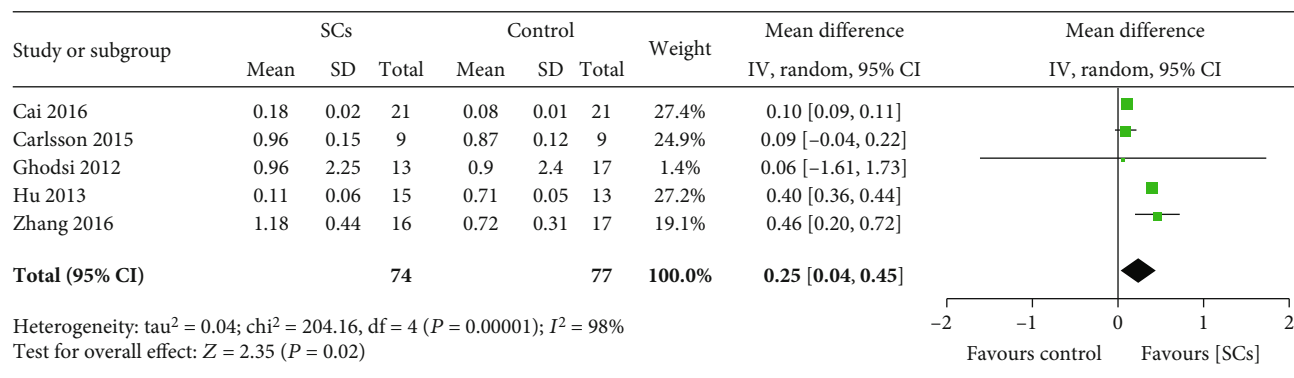 Study or subgroup SCs Control Weight Mean difference Mean difference
Mean SD Total Mean SD Total IV, random, 95% CI IV, random, 95% CI
Cai 2016 0.18 0.02 21 0.08 0.01 21 27.4% 0.10 [0.09, 0.11]
Carlsson 2015 0.96 0.15 9 0.87 0.12 9 24.9% 0.09 [–0.04, 0.22]
Ghodsi 2012 0.96 2.25 13 0.9 2.4 17 1.4% 0.06 [–1.61, 1.73]
Hu 2013 0.11 0.06 15 0.71 0.05 13 27.2% 0.40 [0.36, 0.44]
Zhang 2016 1.18 0.44 16 0.72 0.31 17 19.1% 0.46 [0.20, 0.72]
Total (95% CI) 74 77 100.0% 0.25 [0.04, 0.45]
Heterogeneity: tau² = 0.04; chi² = 204.16, df = 4 (P = 0.00001); I² = 98%
Test for overall effect: Z = 2.35 (P = 0.02)
–2 –1 0 1 2
Favours control Favours [SCs]